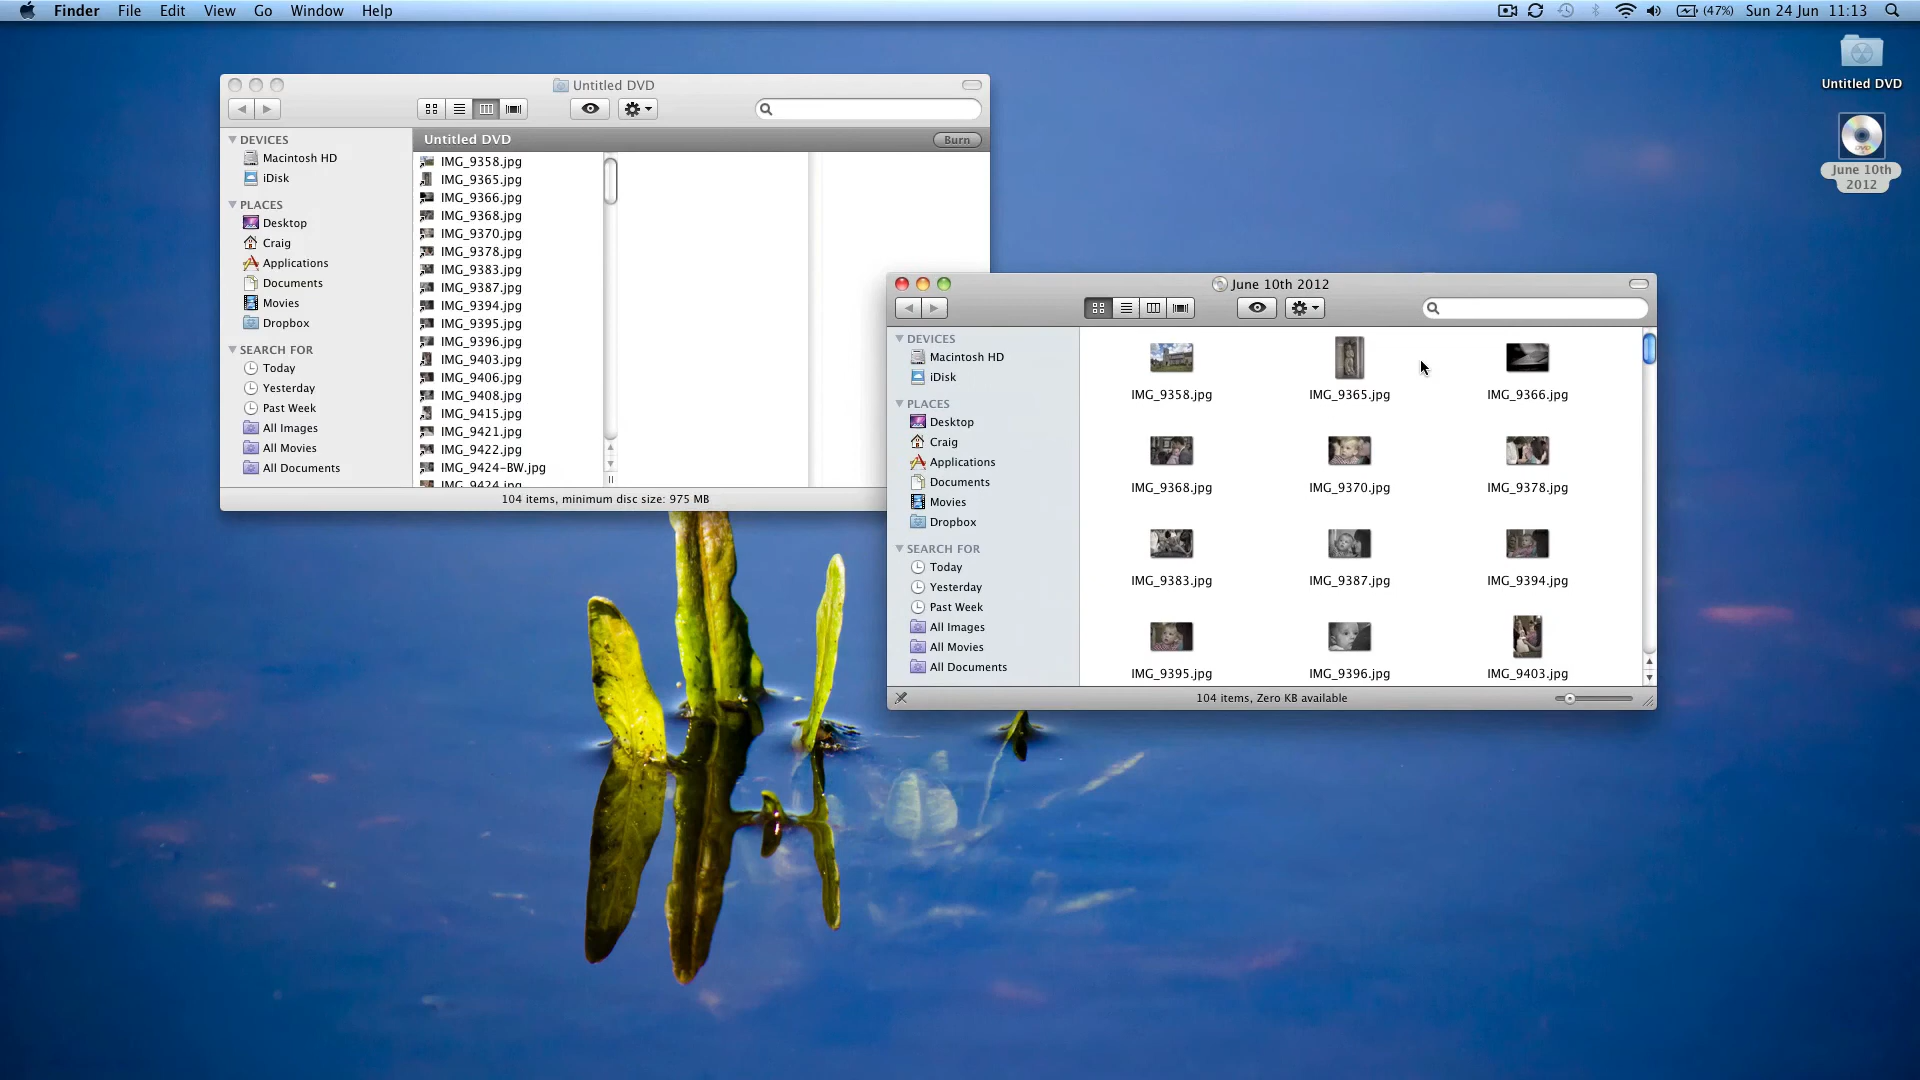 Finder File Edit View Go Window Help
(47%) Sun 24 Jun 11:13
Untitled DVD
June 10th
2012
Untitled DVD
DEVICES
Macintosh HD
iDisk
PLACES
Desktop
Craig
Applications
Documents
Movies
Dropbox
SEARCH FOR
Today
Yesterday
Past Week
All Images
All Movies
All Documents
Untitled DVD Burn
IMG_9358.jpg
IMG_9365.jpg
IMG_9366.jpg
IMG_9368.jpg
IMG_9370.jpg
IMG_9378.jpg
IMG_9383.jpg
IMG_9387.jpg
IMG_9394.jpg
IMG_9395.jpg
IMG_9396.jpg
IMG_9403.jpg
IMG_9406.jpg
IMG_9408.jpg
IMG_9415.jpg
IMG_9421.jpg
IMG_9422.jpg
IMG_9424-BW.jpg
IMG_9424.jpg
104 items, minimum disc size: 975 MB
June 10th 2012
DEVICES
Macintosh HD
iDisk
PLACES
Desktop
Craig
Applications
Documents
Movies
Dropbox
SEARCH FOR
Today
Yesterday
Past Week
All Images
All Movies
All Documents
IMG_9358.jpg IMG_9365.jpg IMG_9366.jpg
IMG_9368.jpg IMG_9370.jpg IMG_9378.jpg
IMG_9383.jpg IMG_9387.jpg IMG_9394.jpg
IMG_9395.jpg IMG_9396.jpg IMG_9403.jpg
104 items, Zero KB available